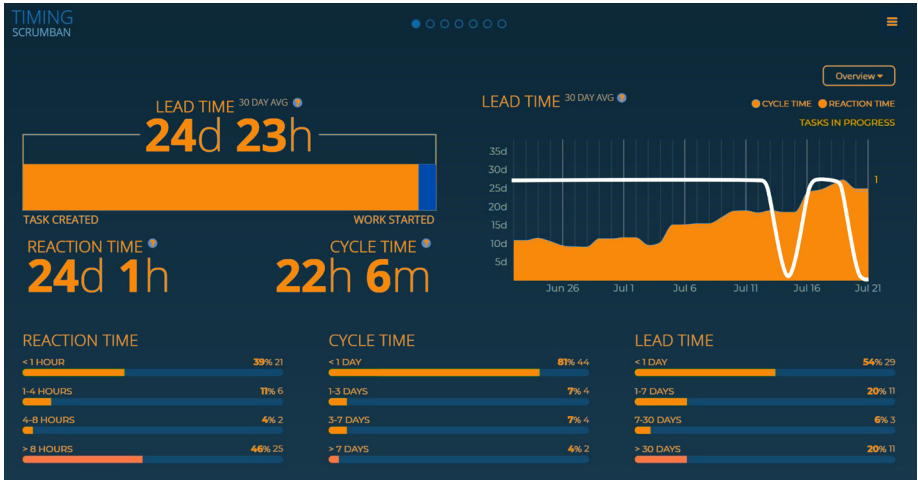 TIMING
SCRUMBAN
Overview
LEAD TIME 30 DAY AVG ?
24d 23h
TASK CREATED
WORK STARTED
REACTION TIME ?
24d 1h
CYCLE TIME ?
22h 6m
LEAD TIME 30 DAY AVG ?
CYCLE TIME REACTION TIME
TASKS IN PROGRESS
35d
30d
25d
20d
15d
10d
5d
1
Jun 26 Jul 1 Jul 6 Jul 11 Jul 16 Jul 21
REACTION TIME
< 1 HOUR 39% 21
1-4 HOURS 11% 6
4-8 HOURS 4% 2
> 8 HOURS 46% 25
CYCLE TIME
< 1 DAY 81% 44
1-3 DAYS 7% 4
3-7 DAYS 7% 4
> 7 DAYS 4% 2
LEAD TIME
< 1 DAY 54% 29
1-7 DAYS 20% 11
7-30 DAYS 6% 3
> 30 DAYS 20% 11